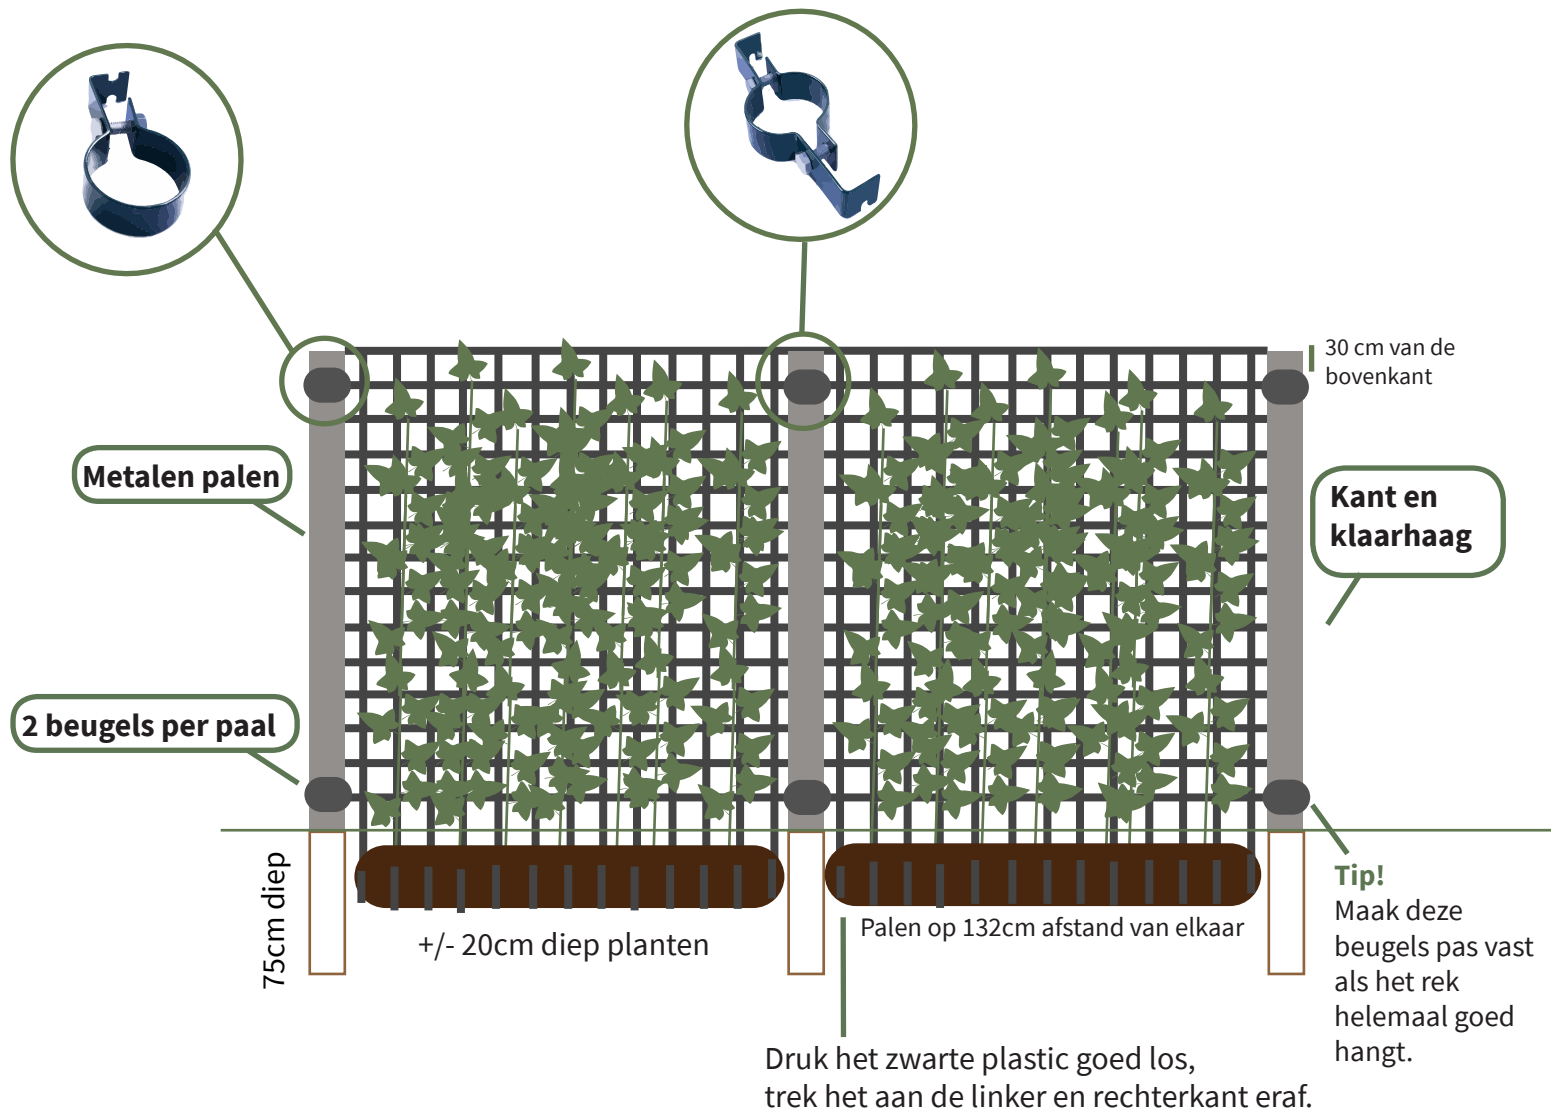 30 cm van de
bovenkant
Metalen palen
Kant en
klaarhaag
2 beugels per paal
75cm diep
+/- 20cm diep planten
Palen op 132cm afstand van elkaar
Tip!
Maak deze
beugels pas vast
als het rek
helemaal goed
hangt.
Druk het zwarte plastic goed los,
trek het aan de linker en rechterkant eraf.